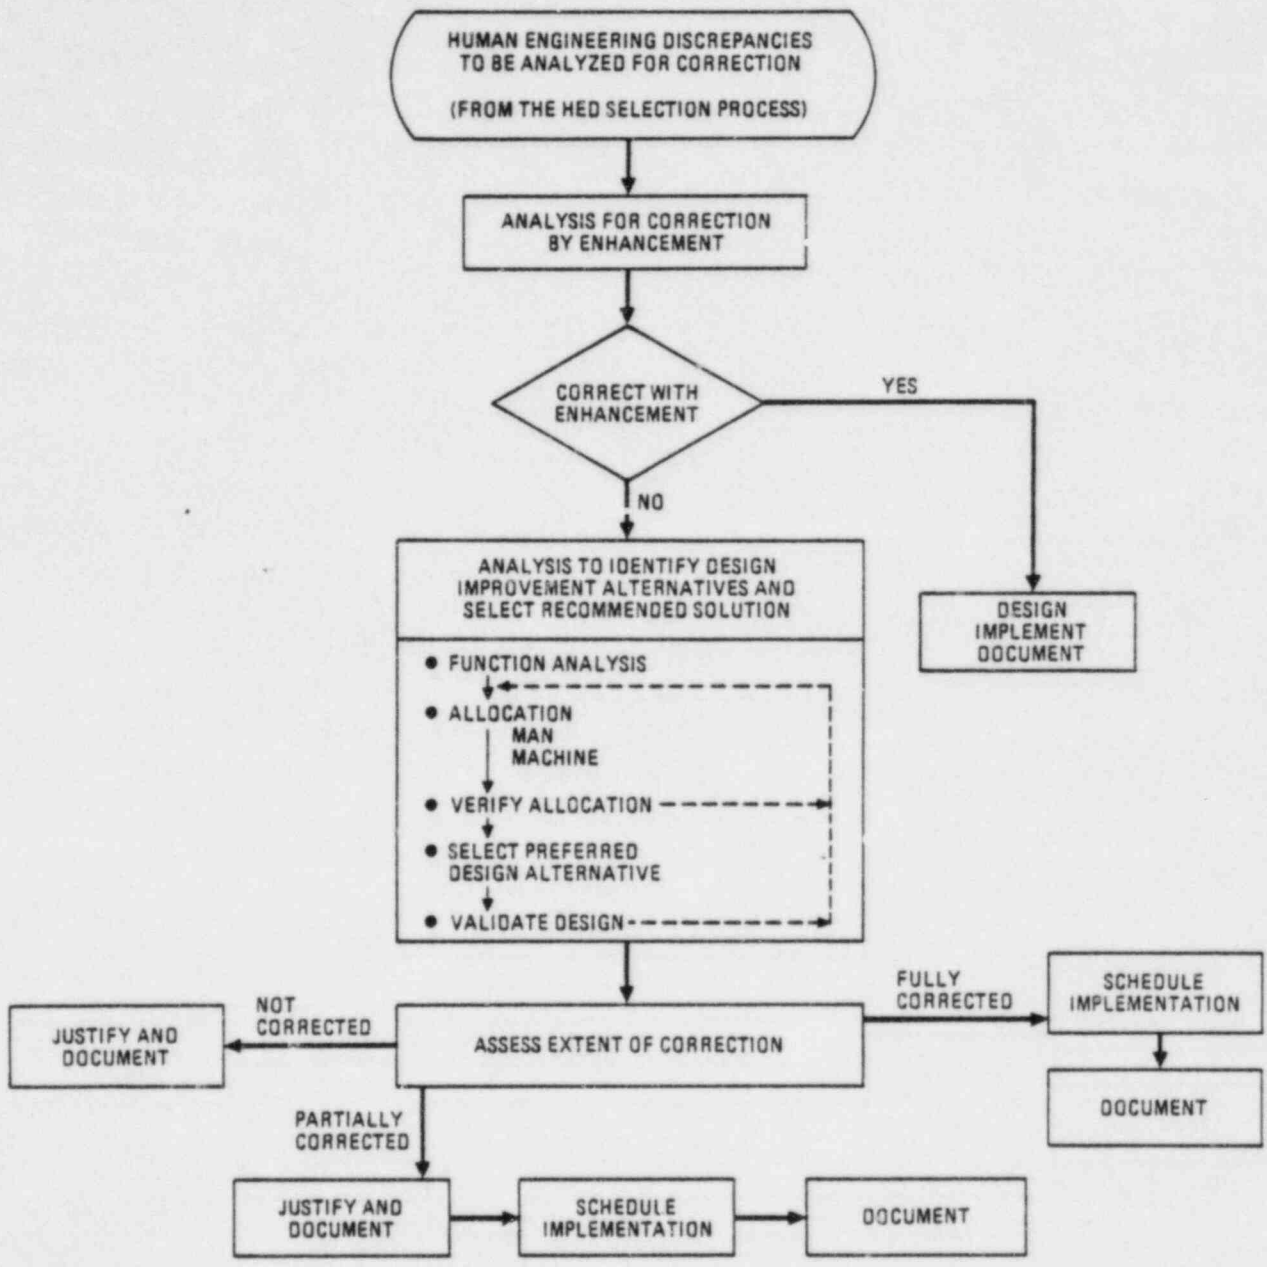 HUMAN ENGINEERING DISCREPANCIES
TO BE ANALYZED FOR CORRECTION
(FROM THE HED SELECTION PROCESS)
ANALYSIS FOR CORRECTION
BY ENHANCEMENT
CORRECT WITH
ENHANCEMENT
YES
NO
ANALYSIS TO IDENTIFY DESIGN
IMPROVEMENT ALTERNATIVES AND
SELECT RECOMMENDED SOLUTION
DESIGN
IMPLEMENT
DOCUMENT
● FUNCTION ANALYSIS
● ALLOCATION
MAN
MACHINE
● VERIFY ALLOCATION
● SELECT PREFERRED
DESIGN ALTERNATIVE
● VALIDATE DESIGN
ASSESS EXTENT OF CORRECTION
NOT
CORRECTED
JUSTIFY AND
DOCUMENT
FULLY
CORRECTED
SCHEDULE
IMPLEMENTATION
DOCUMENT
PARTIALLY
CORRECTED
JUSTIFY AND
DOCUMENT
SCHEDULE
IMPLEMENTATION
DOCUMENT